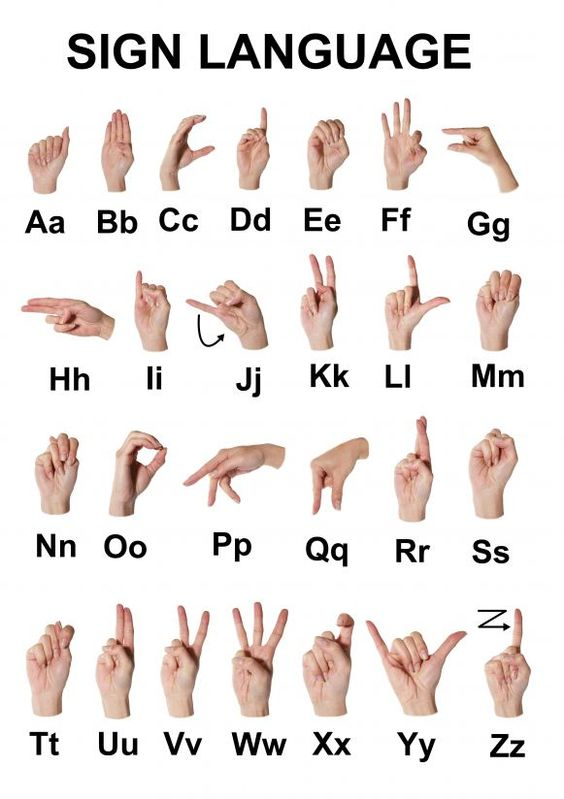 SIGN LANGUAGE
Aa Bb Cc Dd Ee Ff Gg
Hh Ii Jj Kk Ll Mm
Nn Oo Pp Qq Rr Ss
Tt Uu Vv Ww Xx Yy Zz